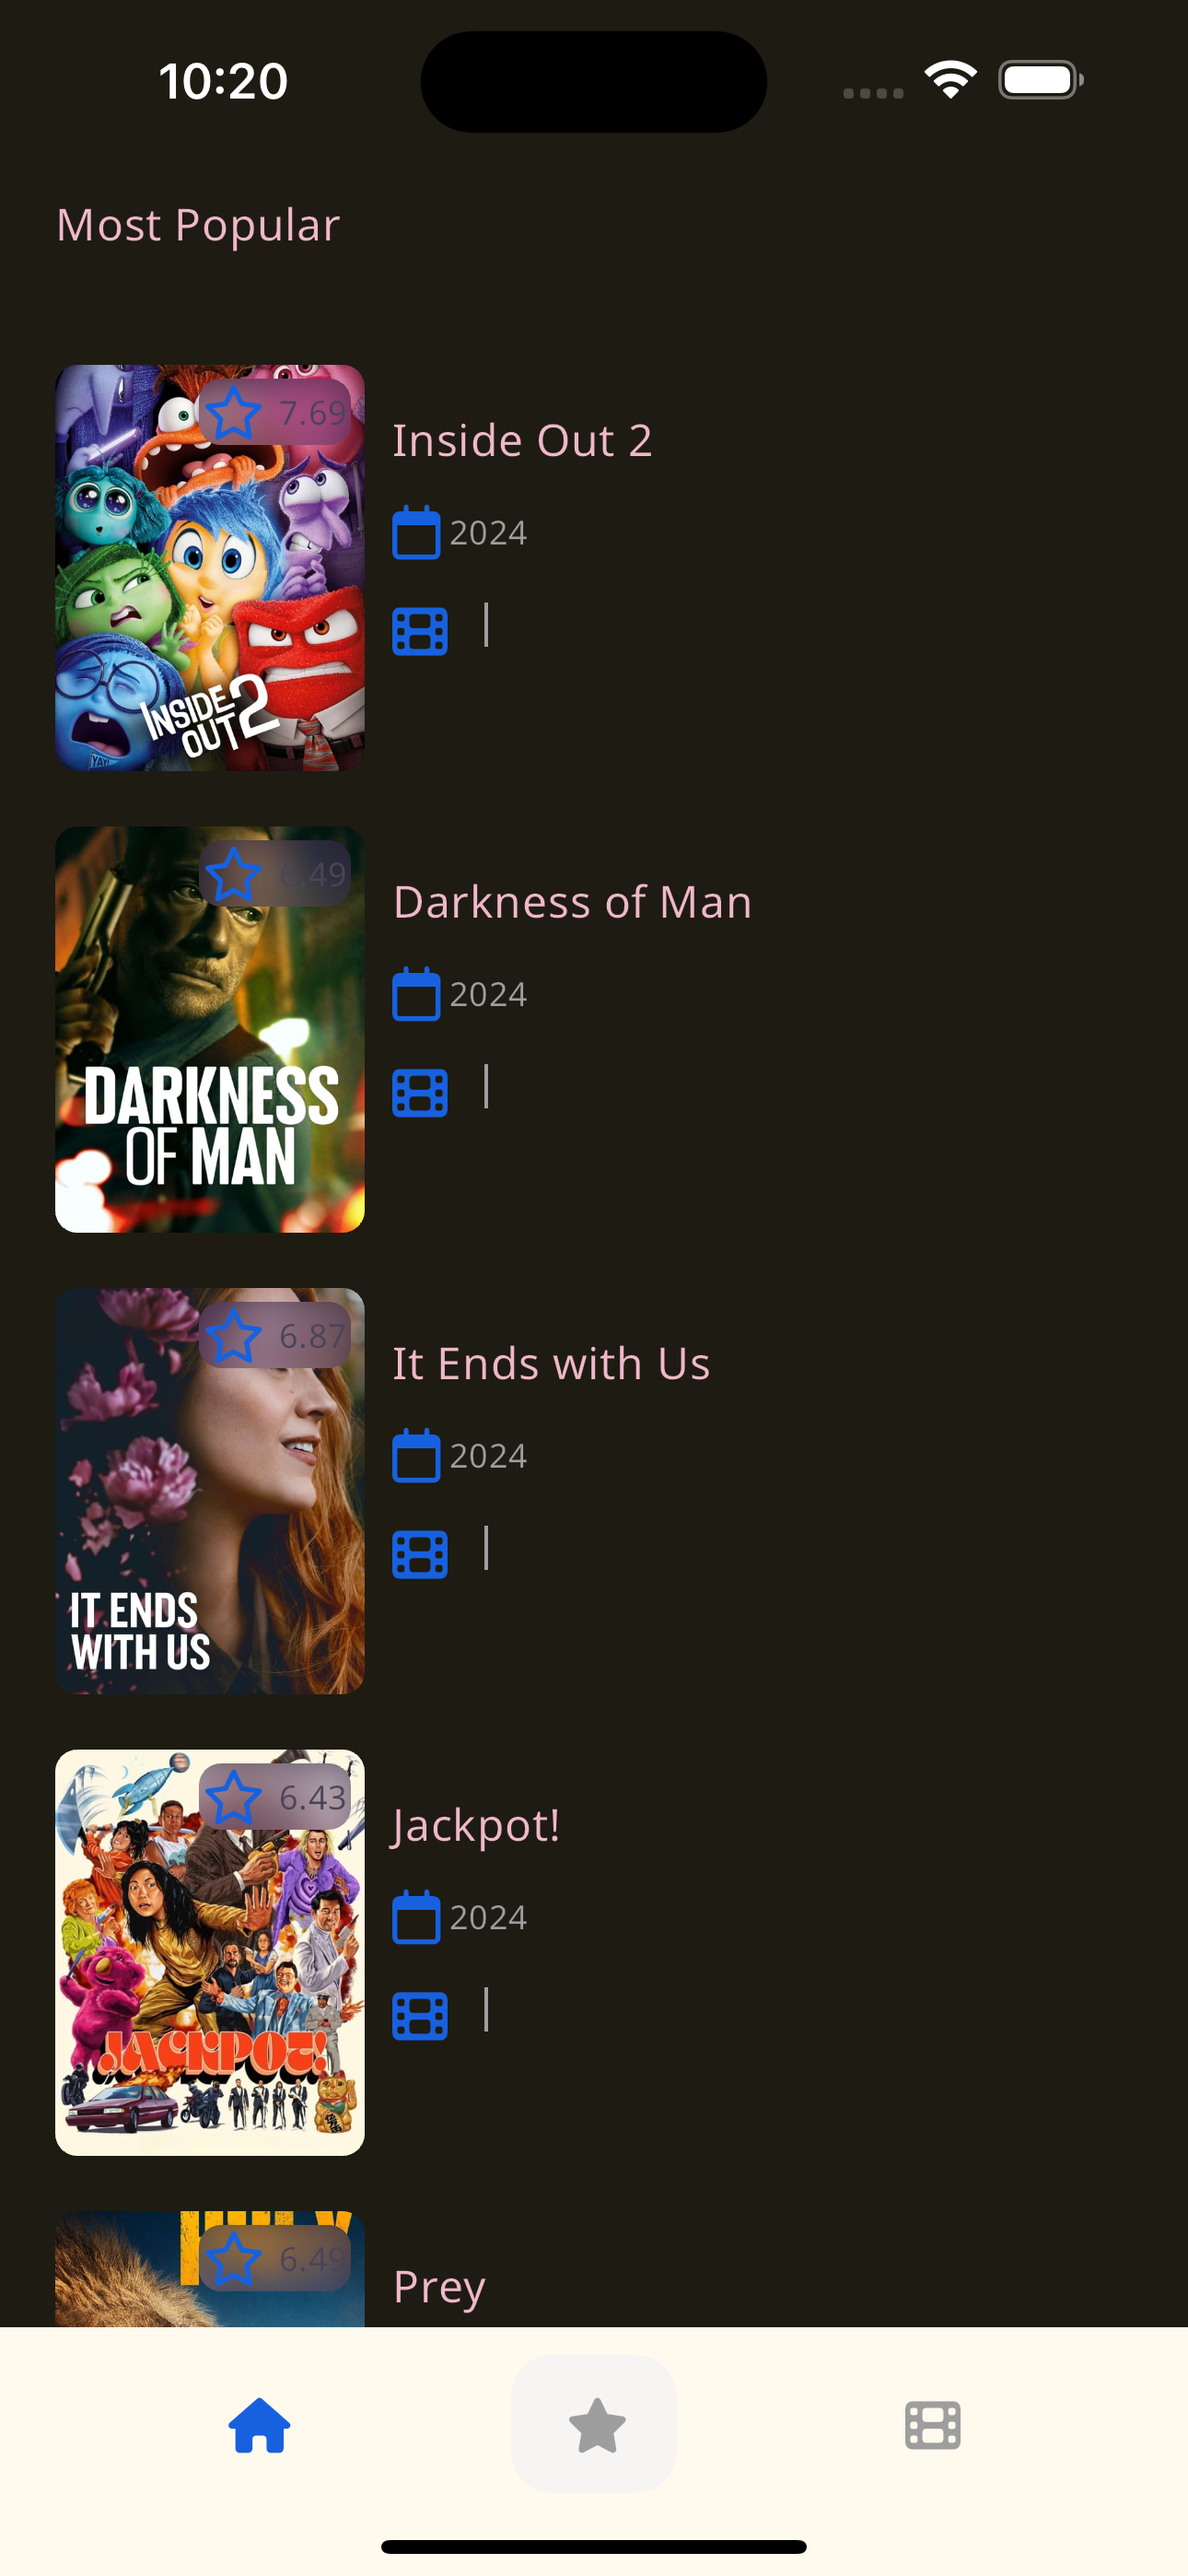 10:20
Most Popular
7.69
Inside Out 2
2024
|
INSIDE
OUT 2
YAY!
6.49
Darkness of Man
2024
|
DARKNESS
OF MAN
6.87
It Ends with Us
2024
|
IT ENDS
WITH US
6.43
Jackpot!
2024
|
JACKPOT!
6.49
Prey